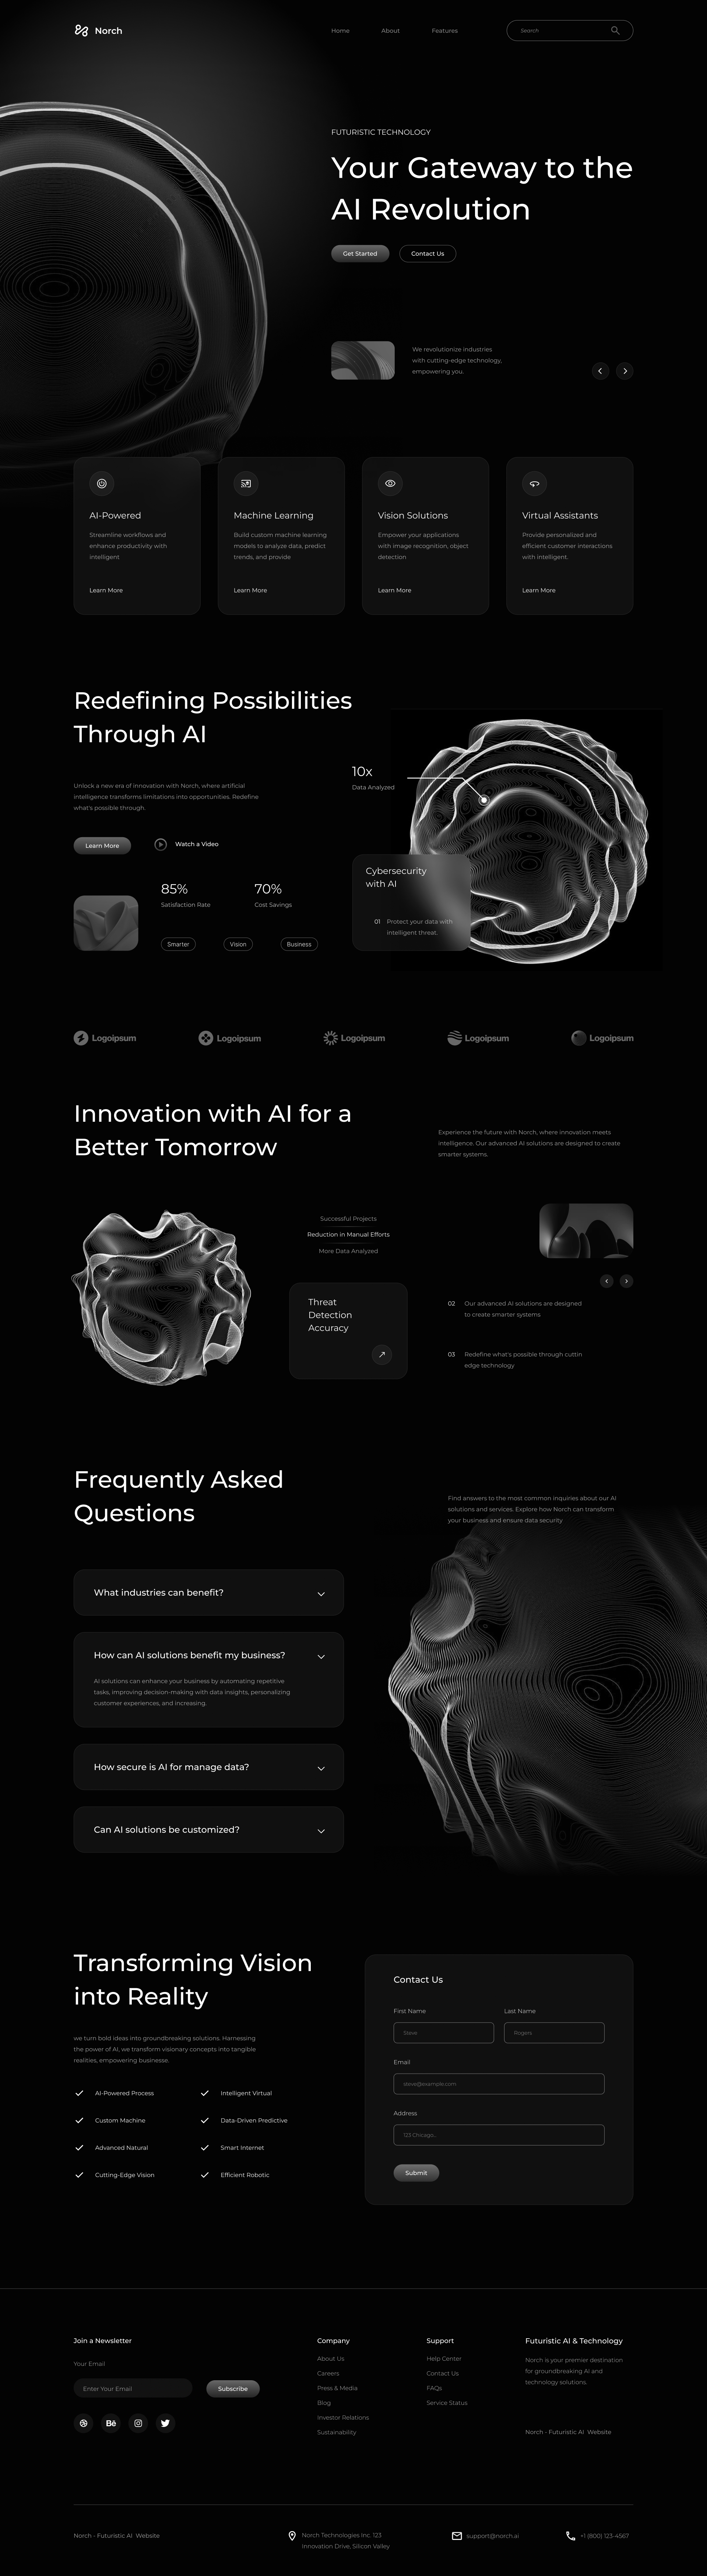 Norch
Home
About
Features
Search
FUTURISTIC TECHNOLOGY
Your Gateway to the
AI Revolution
Get Started
Contact Us
We revolutionize industries
with cutting-edge technology,
empowering you.
AI-Powered
Streamline workflows and
enhance productivity with
intelligent
Learn More
Machine Learning
Build custom machine learning
models to analyze data, predict
trends, and provide
Learn More
Vision Solutions
Empower your applications
with image recognition, object
detection
Learn More
Virtual Assistants
Provide personalized and
efficient customer interactions
with intelligent.
Learn More
Redefining Possibilities
Through AI
Unlock a new era of innovation with Norch, where artificial
intelligence transforms limitations into opportunities. Redefine
what's possible through.
Learn More
Watch a Video
85%
Satisfaction Rate
70%
Cost Savings
Smarter
Vision
Business
10x
Data Analyzed
Cybersecurity
with AI
01 Protect your data with
intelligent threat.
Logoipsum
Logoipsum
Logoipsum
Logoipsum
Logoipsum
Innovation with AI for a
Better Tomorrow
Experience the future with Norch, where innovation meets
intelligence. Our advanced AI solutions are designed to create
smarter systems.
Successful Projects
Reduction in Manual Efforts
More Data Analyzed
Threat
Detection
Accuracy
02 Our advanced AI solutions are designed
to create smarter systems
03 Redefine what's possible through cuttin
edge technology
Frequently Asked
Questions
Find answers to the most common inquiries about our AI
solutions and services. Explore how Norch can transform
your business and ensure data security
What industries can benefit?
How can AI solutions benefit my business?
AI solutions can enhance your business by automating repetitive
tasks, improving decision-making with data insights, personalizing
customer experiences, and increasing.
How secure is AI for manage data?
Can AI solutions be customized?
Transforming Vision
into Reality
we turn bold ideas into groundbreaking solutions. Harnessing
the power of AI, we transform visionary concepts into tangible
realities, empowering businesse.
AI-Powered Process
Intelligent Virtual
Custom Machine
Data-Driven Predictive
Advanced Natural
Smart Internet
Cutting-Edge Vision
Efficient Robotic
Contact Us
First Name
Last Name
Steve
Rogers
Email
steve@example.com
Address
123 Chicago...
Submit
Join a Newsletter
Your Email
Enter Your Email
Subscribe
Bē
Company
About Us
Careers
Press & Media
Blog
Investor Relations
Sustainability
Support
Help Center
Contact Us
FAQs
Service Status
Futuristic AI & Technology
Norch is your premier destination
for groundbreaking AI and
technology solutions.
Norch - Futuristic AI Website
Norch - Futuristic AI Website
Norch Technologies Inc. 123
Innovation Drive, Silicon Valley
support@norch.ai
+1 (800) 123-4567